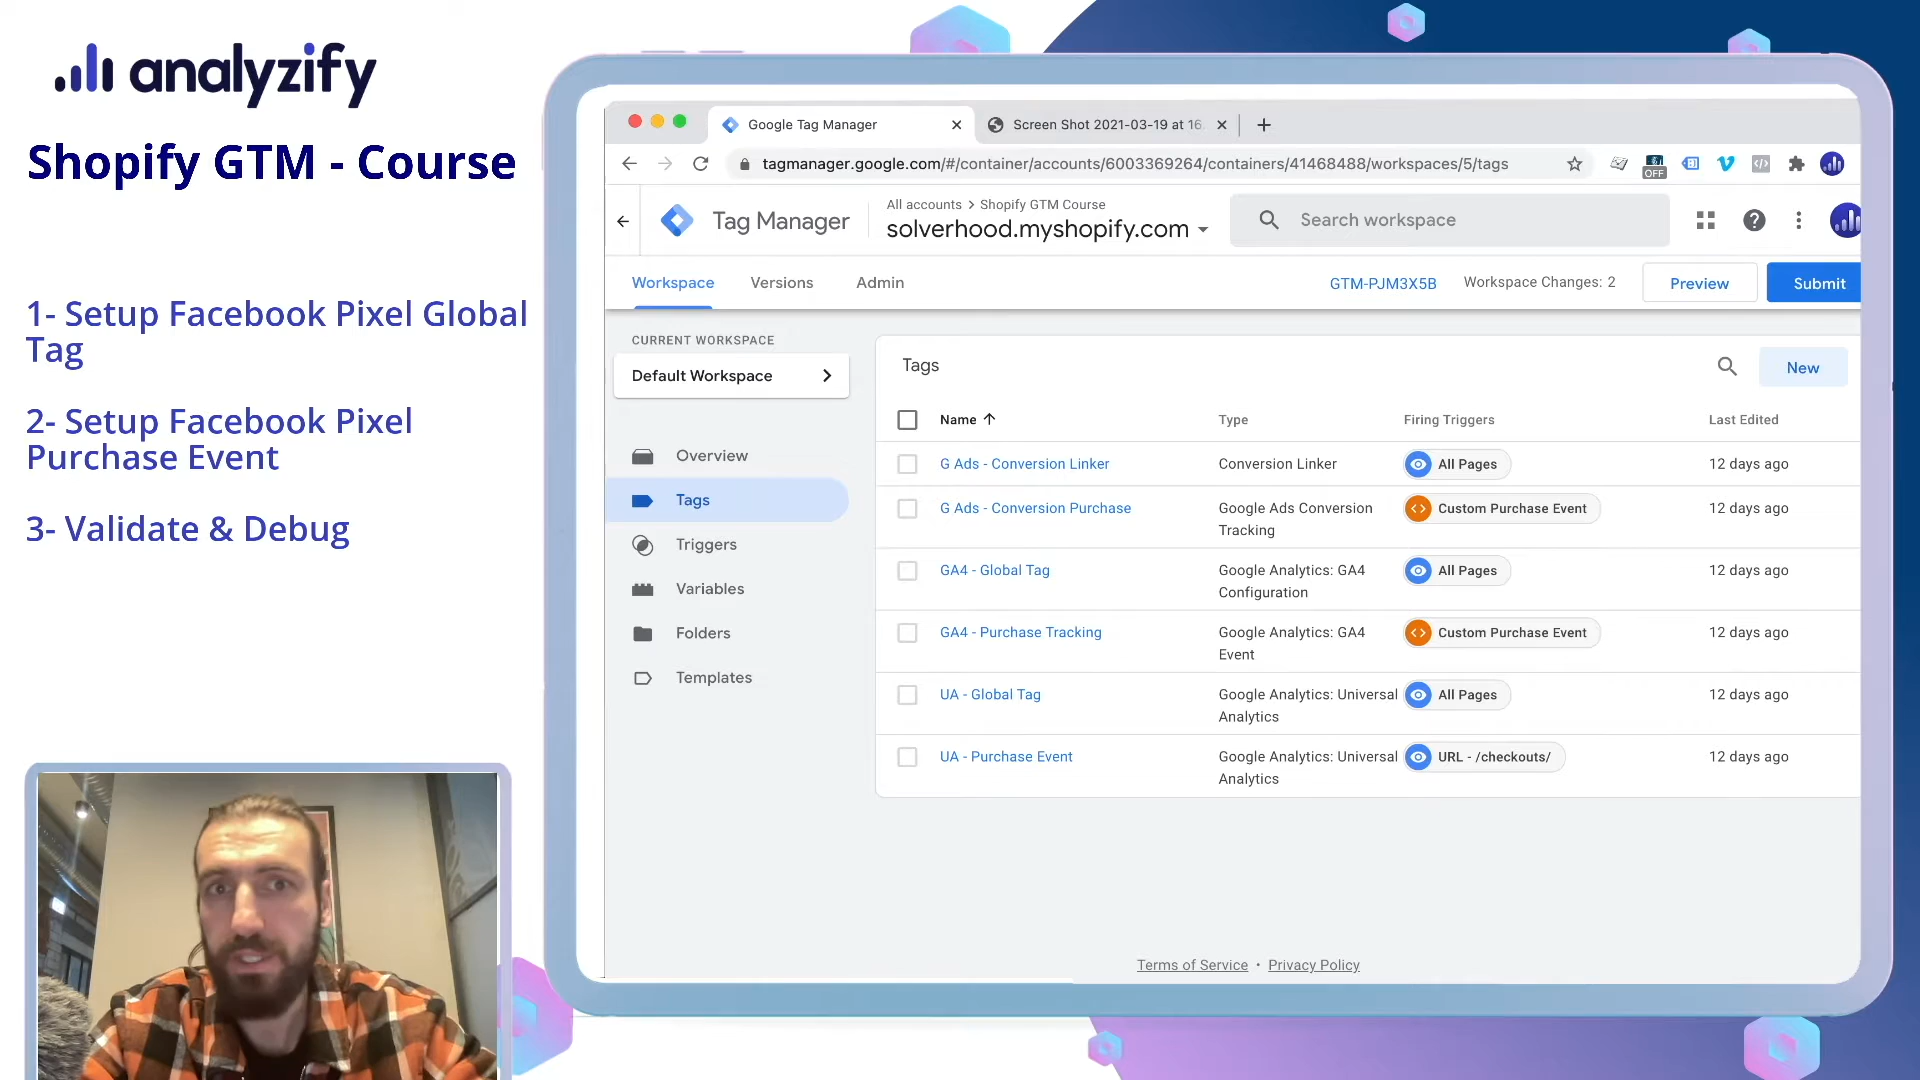 analyzify
Shopify GTM - Course
1- Setup Facebook Pixel Global
Tag
2- Setup Facebook Pixel
Purchase Event
3- Validate & Debug
Google Tag Manager
Screen Shot 2021-03-19 at 16
tagmanager.google.com/#/container/accounts/6003369264/containers/41468488/workspaces/5/tags
OFF
Tag Manager
All accounts > Shopify GTM Course
solverhood.myshopify.com
Search workspace
Workspace
Versions
Admin
GTM-PJM3X5B
Workspace Changes: 2
Preview
Submit
CURRENT WORKSPACE
Default Workspace
Overview
Tags
Triggers
Variables
Folders
Templates
Tags
New
Name
Type
Firing Triggers
Last Edited
G Ads - Conversion Linker
Conversion Linker
All Pages
12 days ago
G Ads - Conversion Purchase
Google Ads Conversion
Tracking
Custom Purchase Event
12 days ago
GA4 - Global Tag
Google Analytics: GA4
Configuration
All Pages
12 days ago
GA4 - Purchase Tracking
Google Analytics: GA4
Event
Custom Purchase Event
12 days ago
UA - Global Tag
Google Analytics: Universal
Analytics
All Pages
12 days ago
UA - Purchase Event
Google Analytics: Universal
Analytics
URL - /checkouts/
12 days ago
Terms of Service · Privacy Policy